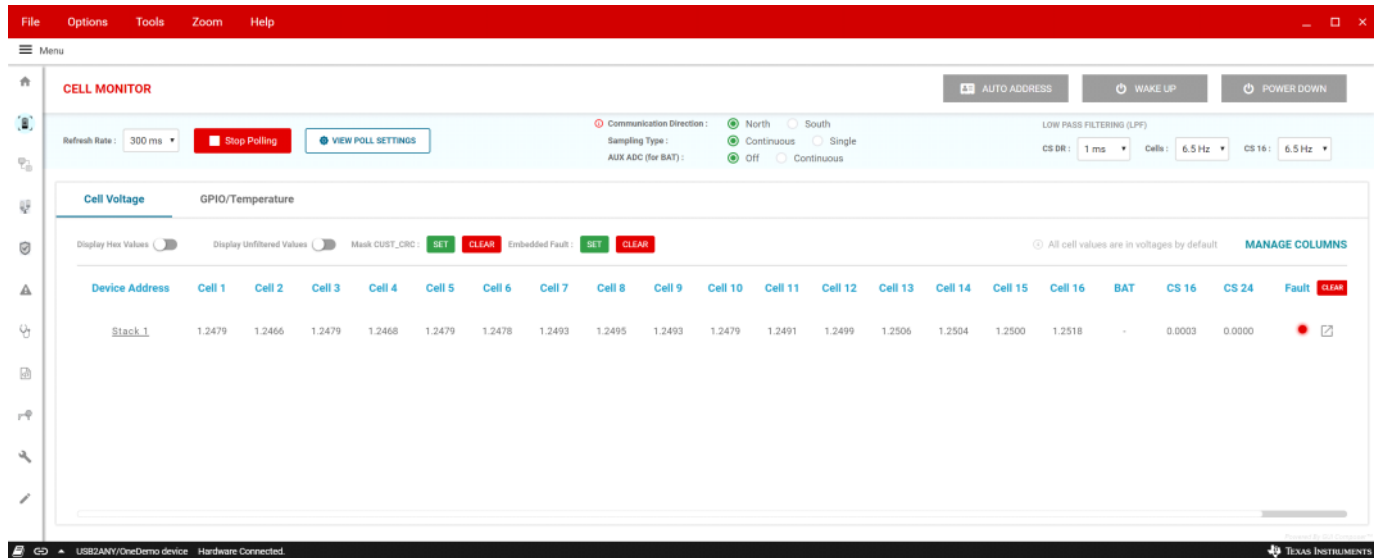 File Options Tools Zoom Help
Menu
CELL MONITOR AUTO ADDRESS WAKE UP POWER DOWN
Refresh Rate : 300 ms Stop Polling VIEW POLL SETTINGS
Communication Direction : North South
Sampling Type : Continuous Single
AUX ADC (for BAT) : Off Continuous
LOW PASS FILTERING (LPF)
CS DR : 1 ms Cells : 6.5 Hz CS 16 : 6.5 Hz
Cell Voltage GPIO/Temperature
Display Hex Values Display Unfiltered Values Mask CUST_CRC : SET CLEAR Embedded Fault : SET CLEAR All cell values are in voltages by default MANAGE COLUMNS
Device Address Cell 1 Cell 2 Cell 3 Cell 4 Cell 5 Cell 6 Cell 7 Cell 8 Cell 9 Cell 10 Cell 11 Cell 12 Cell 13 Cell 14 Cell 15 Cell 16 BAT CS 16 CS 24 Fault CLEAR
Stack 1 1.2479 1.2466 1.2479 1.2468 1.2479 1.2478 1.2493 1.2495 1.2493 1.2479 1.2491 1.2499 1.2506 1.2504 1.2500 1.2518 - 0.0003 0.0000
USB2ANY/OneDemo device Hardware Connected. TEXAS INSTRUMENTS